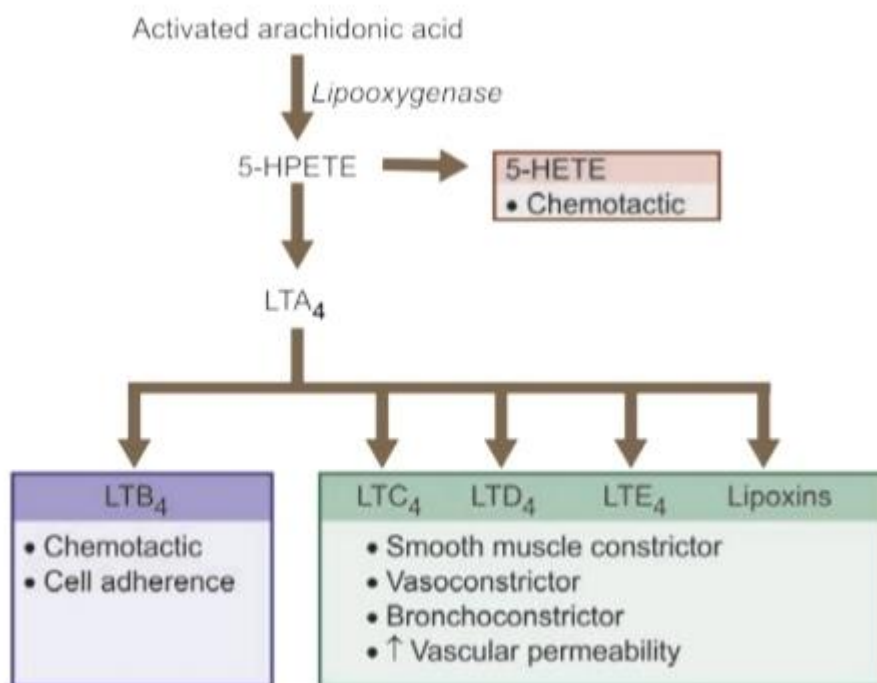 Activated arachidonic acid
Lipooxygenase
5-HPETE
5-HETE
• Chemotactic
LTA₄
LTB₄
• Chemotactic
• Cell adherence
LTC₄ LTD₄ LTE₄ Lipoxins
• Smooth muscle constrictor
• Vasoconstrictor
• Bronchoconstrictor
• ↑ Vascular permeability